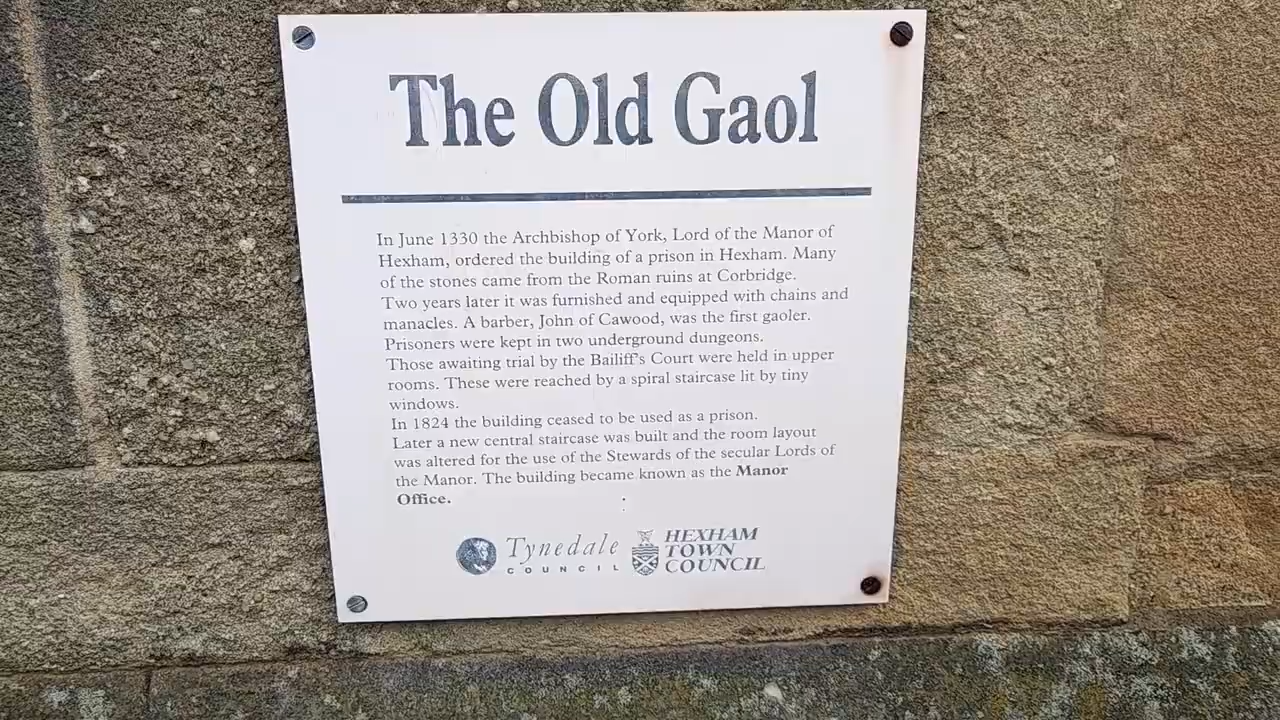 The Old Gaol
In June 1330 the Archbishop of York, Lord of the Manor of
Hexham, ordered the building of a prison in Hexham. Many
of the stones came from the Roman ruins at Corbridge.
Two years later it was furnished and equipped with chains and
manacles. A barber, John of Cawood, was the first gaoler.
Prisoners were kept in two underground dungeons.
Those awaiting trial by the Bailiff's Court were held in upper
rooms. These were reached by a spiral staircase lit by tiny
windows.
In 1824 the building ceased to be used as a prison.
Later a new central staircase was built and the room layout
was altered for the use of the Stewards of the secular Lords of
the Manor. The building became known as the Manor
Office.
Tynedale
COUNCIL
HEXHAM
TOWN
COUNCIL